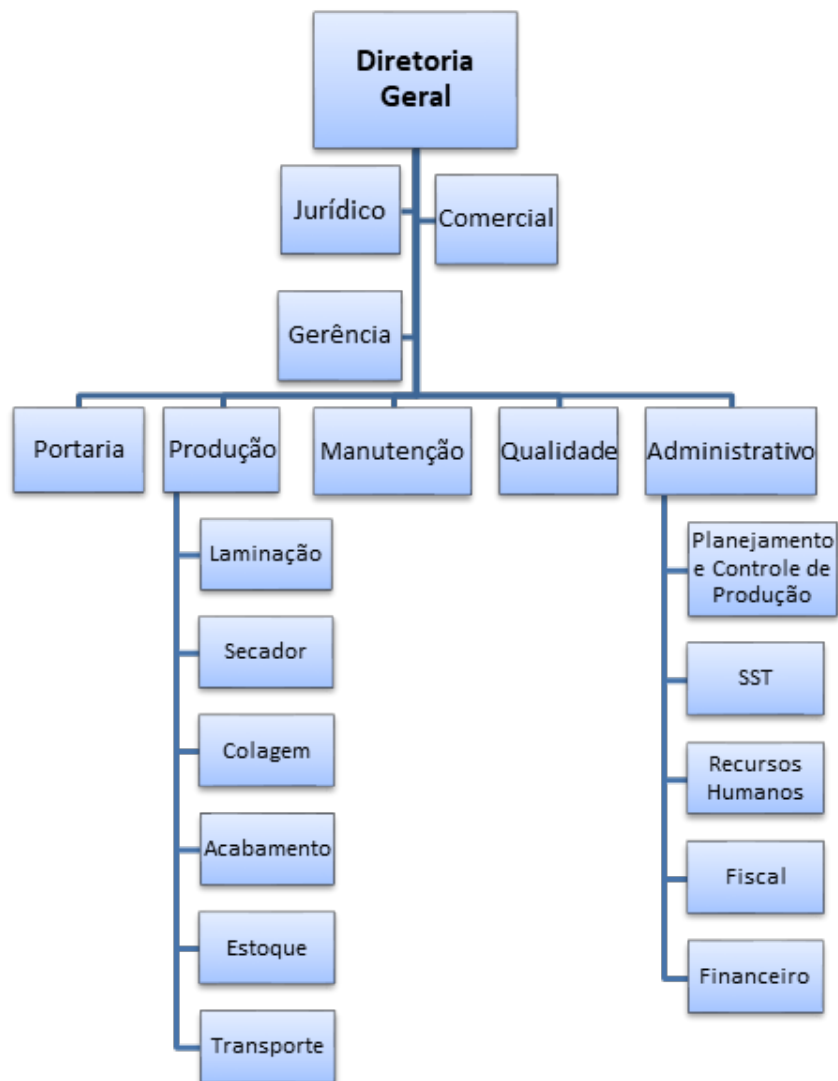 Diretoria
Geral
Jurídico
Comercial
Gerência
Portaria
Produção
Manutenção
Qualidade
Administrativo
Laminação
Secador
Colagem
Acabamento
Estoque
Transporte
Planejamento
e Controle de
Produção
SST
Recursos
Humanos
Fiscal
Financeiro